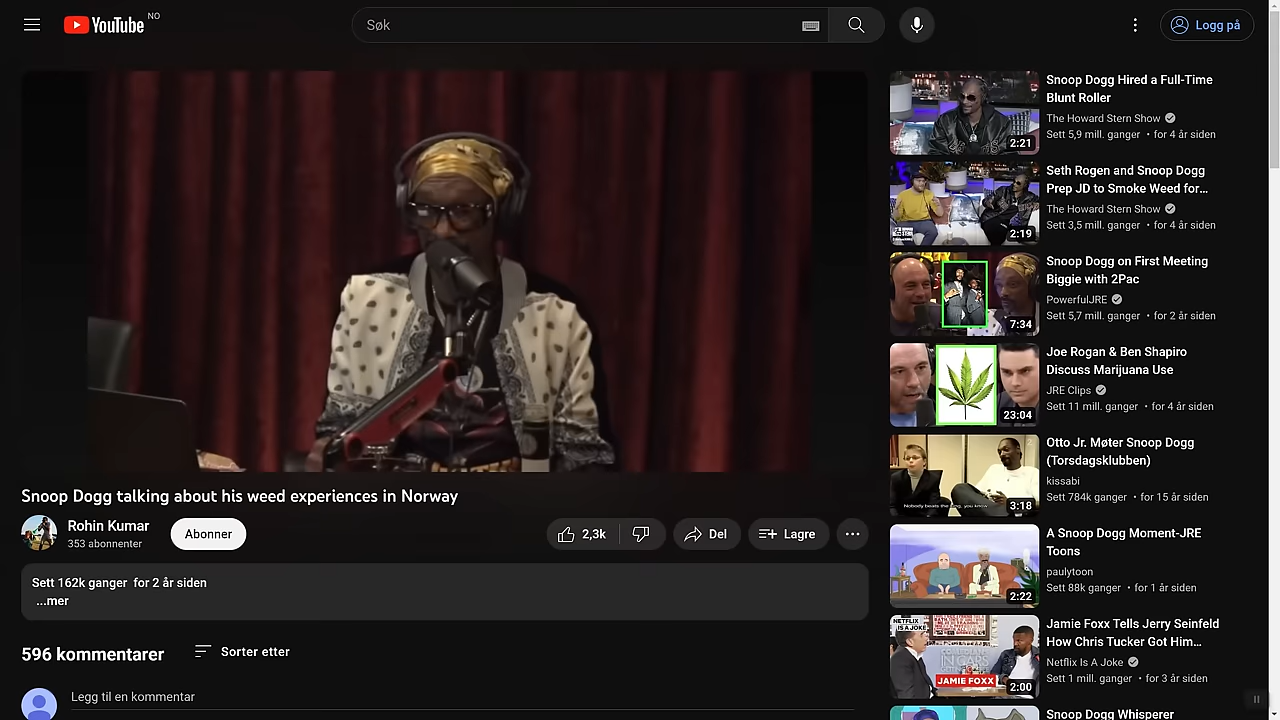 YouTube NO
Søk
Logg på
Snoop Dogg talking about his weed experiences in Norway
Rohin Kumar
353 abonnenter
Abonner
2,3k
Del
Lagre
Sett 162k ganger for 2 år siden
...mer
596 kommentarer
Sorter etter
Legg til en kommentar
2:21
Snoop Dogg Hired a Full-Time
Blunt Roller
The Howard Stern Show
Sett 5,9 mill. ganger • for 4 år siden
2:19
Seth Rogen and Snoop Dogg
Prep JD to Smoke Weed for...
The Howard Stern Show
Sett 3,5 mill. ganger • for 4 år siden
7:34
Snoop Dogg on First Meeting
Biggie with 2Pac
PowerfulJRE
Sett 5,7 mill. ganger • for 2 år siden
23:04
Joe Rogan & Ben Shapiro
Discuss Marijuana Use
JRE Clips
Sett 11 mill. ganger • for 4 år siden
Nobody beats the king, you know
3:18
Otto Jr. Møter Snoop Dogg
(Torsdagsklubben)
kissabi
Sett 784k ganger • for 15 år siden
2:22
A Snoop Dogg Moment-JRE
Toons
paulytoon
Sett 88k ganger • for 1 år siden
NETFLIX
IS A JOKE
JAMIE FOXX
2:00
Jamie Foxx Tells Jerry Seinfeld
How Chris Tucker Got Him...
Netflix Is A Joke
Sett 1 mill. ganger • for 3 år siden
Snoop Dogg Whisperer